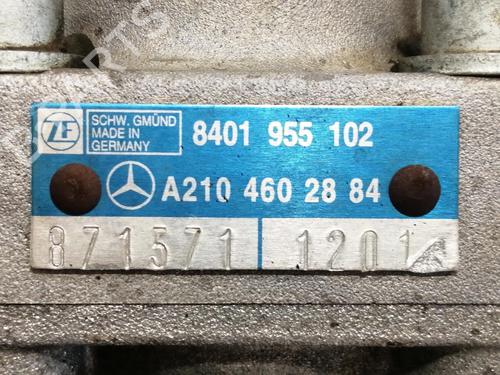 ZF
SCHW. GMÜND
MADE IN
GERMANY
8401 955 102
A210 460 28 84
871571 1201